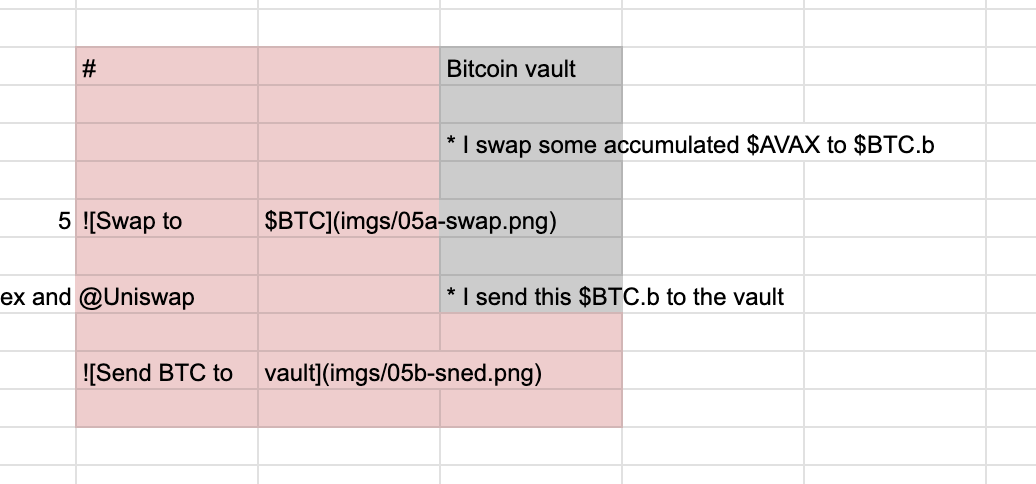 # Bitcoin vault
* I swap some accumulated $AVAX to $BTC.b
5 ![Swap to $BTC](imgs/05a-swap.png)
ex and @Uniswap * I send this $BTC.b to the vault
![Send BTC to vault](imgs/05b-sned.png)